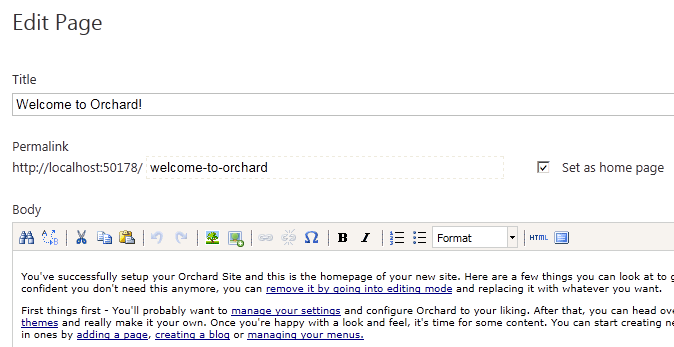 Edit Page
Title
Welcome to Orchard!
Permalink
http://localhost:50178/ welcome-to-orchard Set as home page
Body
B I Format HTML
You've successfully setup your Orchard Site and this is the homepage of your new site. Here are a few things you can look at to
confident you don't need this anymore, you can remove it by going into editing mode and replacing it with whatever you want.
First things first - You'll probably want to manage your settings and configure Orchard to your liking. After that, you can head
themes and really make it your own. Once you're happy with a look and feel, it's time for some content. You can start creating
in ones by adding a page, creating a blog or managing your menus.